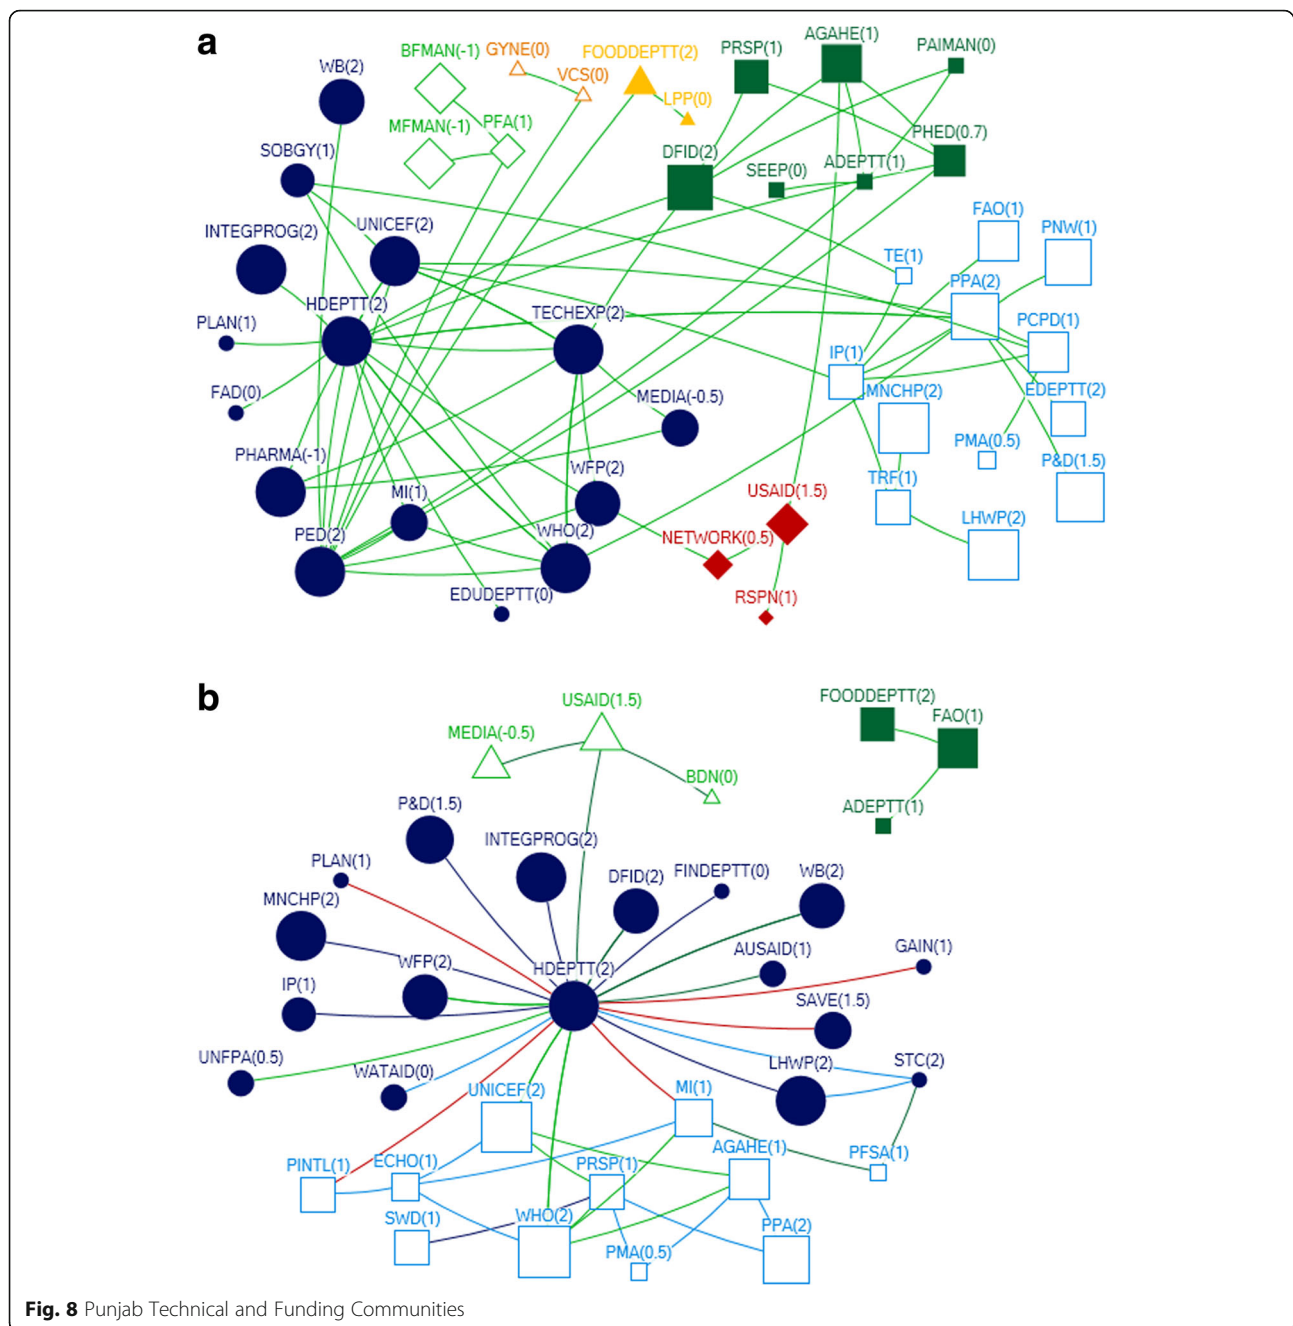 a
AGAHE(1)
PRSP(1)
PAIMAN(0)
BFMAN(-1)
GYNE(0)
FOODDEPTT(2)
WB(2)
VCS(0)
LPP(0)
MFMAN(-1)
PFA(1)
PHED(0.7)
SOBGY(1)
DFID(2)
SEEP(0)
ADEPTT(1)
FAO(1)
PNW(1)
INTEGPROG(2)
UNICEF(2)
TE(1)
PPA(2)
HDEPTT(2)
TECHEXP(2)
PLAN(1)
PCPD(1)
IP(1)
FAD(0)
MEDIA(-0.5)
MNCHP(2)
EDEPTT(2)
PMA(0.5)
PHARMA(-1)
WFP(2)
P&D(1.5)
MI(1)
USAID(1.5)
TRF(1)
PED(2)
WHO(2)
NETWORK(0.5)
LHWP(2)
EDUDEPTT(0)
RSPN(1)
b
USAID(1.5)
FOODDEPTT(2)
FAO(1)
MEDIA(-0.5)
BDN(0)
P&D(1.5)
ADEPTT(1)
INTEGPROG(2)
PLAN(1)
DFID(2)
FINDEPTT(0)
WB(2)
MNCHP(2)
AUSAID(1)
GAIN(1)
WFP(2)
HDEPTT(2)
IP(1)
SAVE(1.5)
UNFPA(0.5)
WATAID(0)
LHWP(2)
STC(2)
UNICEF(2)
MI(1)
AGAHE(1)
PFSA(1)
PINTL(1)
ECHO(1)
PRSP(1)
SWD(1)
WHO(2)
PPA(2)
PMA(0.5)
Fig. 8 Punjab Technical and Funding Communities